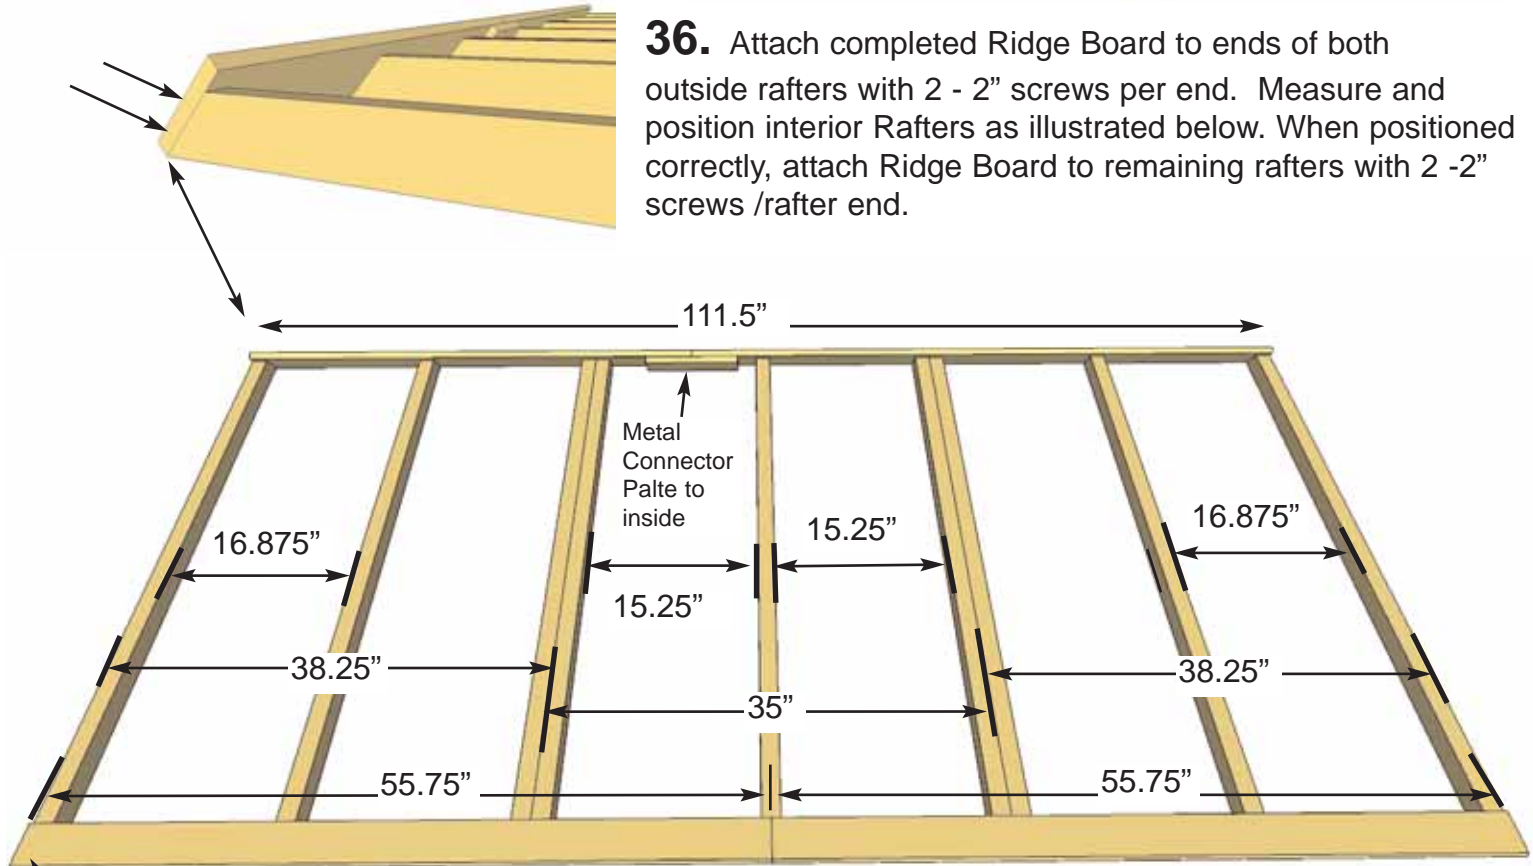 36. Attach completed Ridge Board to ends of both
outside rafters with 2 - 2” screws per end.  Measure and
position interior Rafters as illustrated below. When positioned
correctly, attach Ridge Board to remaining rafters with 2 -2”
screws /rafter end.
111.5”
Metal
Connector
Palte to
inside
16.875”
15.25”
15.25”
16.875”
38.25”
35”
38.25”
55.75”
55.75”